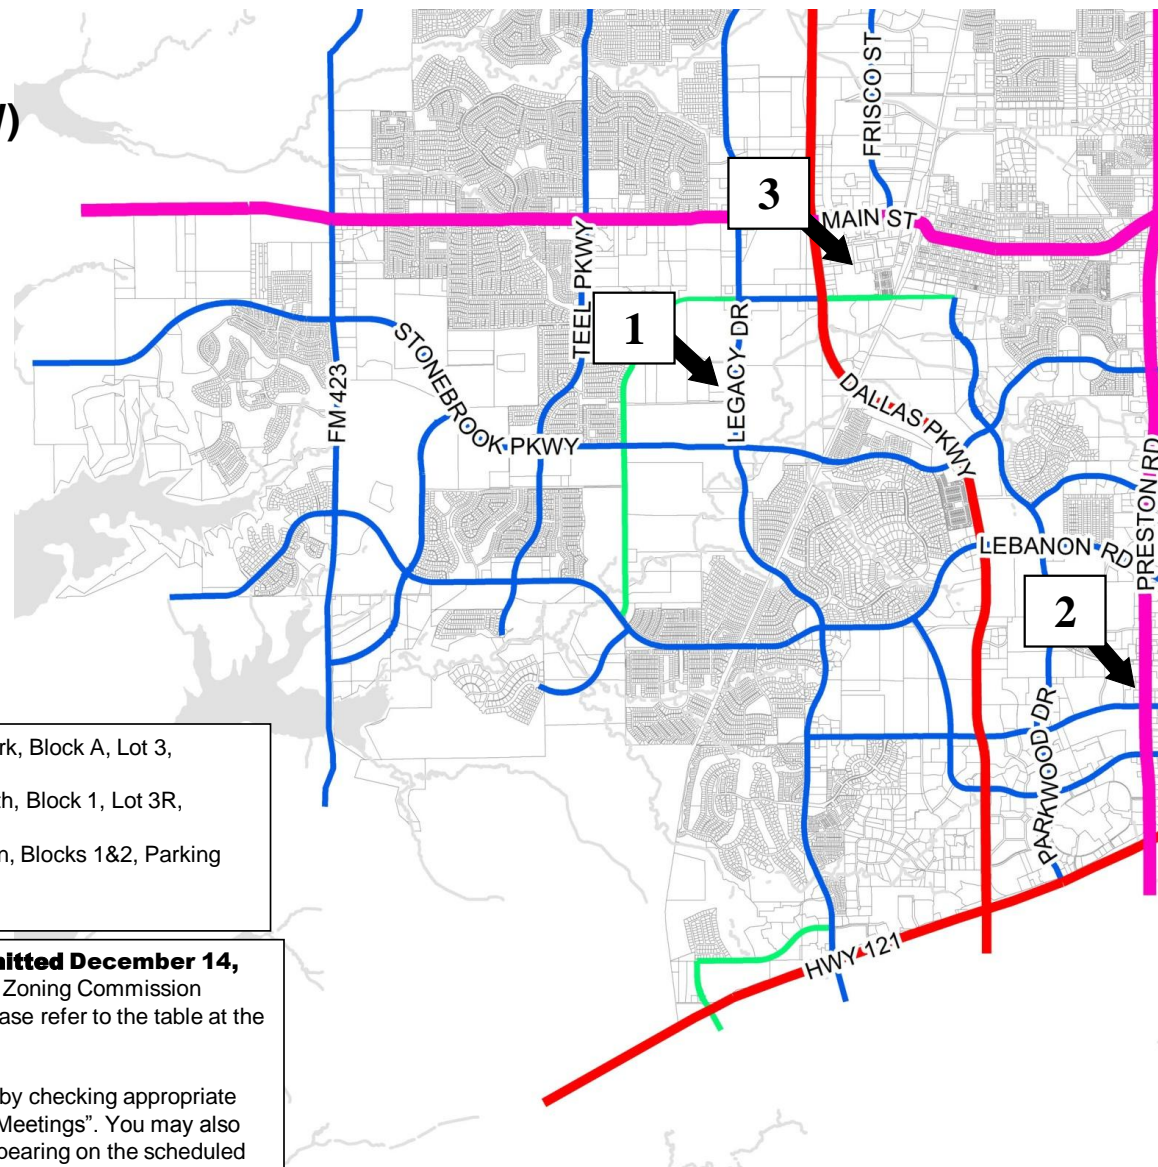 )
FRISCO ST
3
MAIN ST
TEEL PKWY
1
LEGACY DR
STONEBROOK PKWY
FM 423
DALLAS PKWY
PRESTON RD
LEBANON RD
2
PARKWOOD DR
HWY 121
rk, Block A, Lot 3,
th, Block 1, Lot 3R,
n, Blocks 1&2, Parking
itted December 14,
Zoning Commission
ase refer to the table at the
by checking appropriate
Meetings”. You may also
pearing on the scheduled